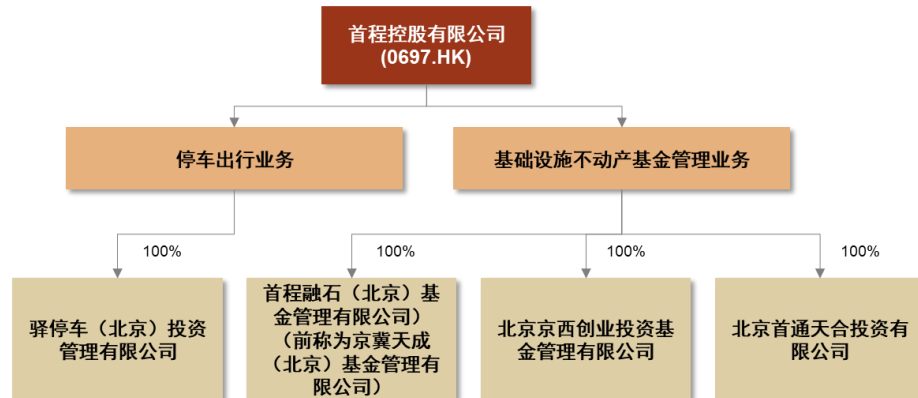 首程控股有限公司
(0697.HK)
停车出行业务
基础设施不动产基金管理业务
100%
100%
100%
100%
驿停车（北京）投资
管理有限公司
首程融石（北京）基
金管理有限公司）
（前称为京冀天成
（北京）基金管理有
限公司）
北京京西创业投资基
金管理有限公司
北京首通天合投资有
限公司